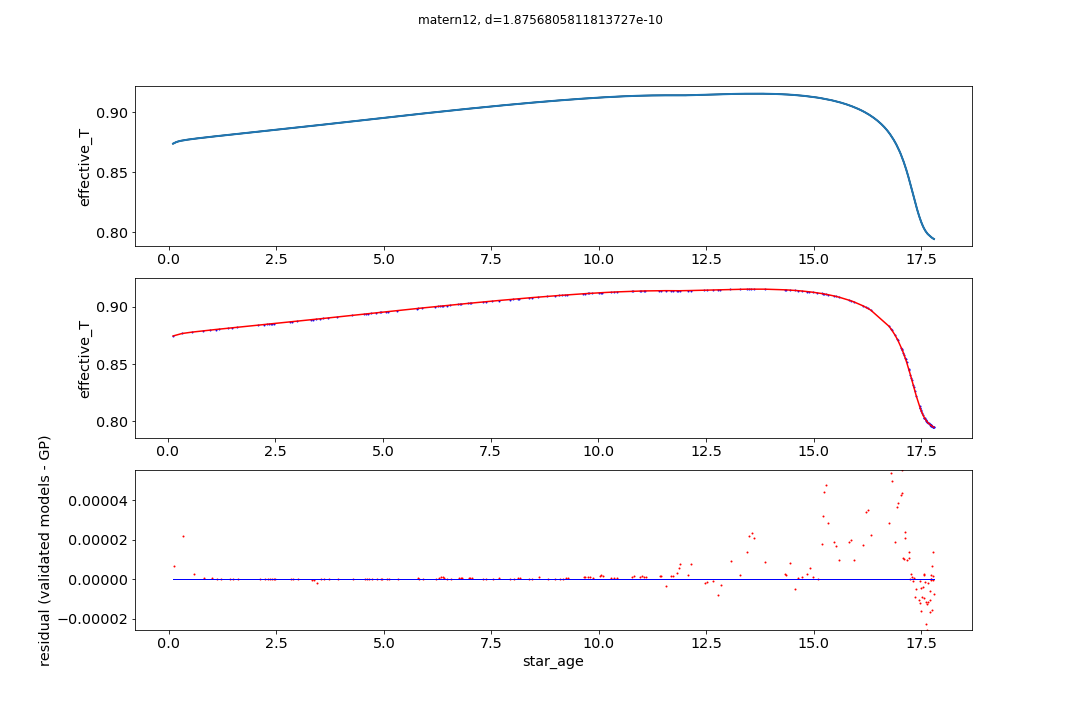 matern12, d=1.8756805811813727e-10
effective_T
0.90
0.85
0.80
0.0 2.5 5.0 7.5 10.0 12.5 15.0 17.5
effective_T
0.90
0.85
0.80
0.0 2.5 5.0 7.5 10.0 12.5 15.0 17.5
residual (validated models - GP)
0.00004
0.00002
0.00000
−0.00002
0.0 2.5 5.0 7.5 10.0 12.5 15.0 17.5
star_age